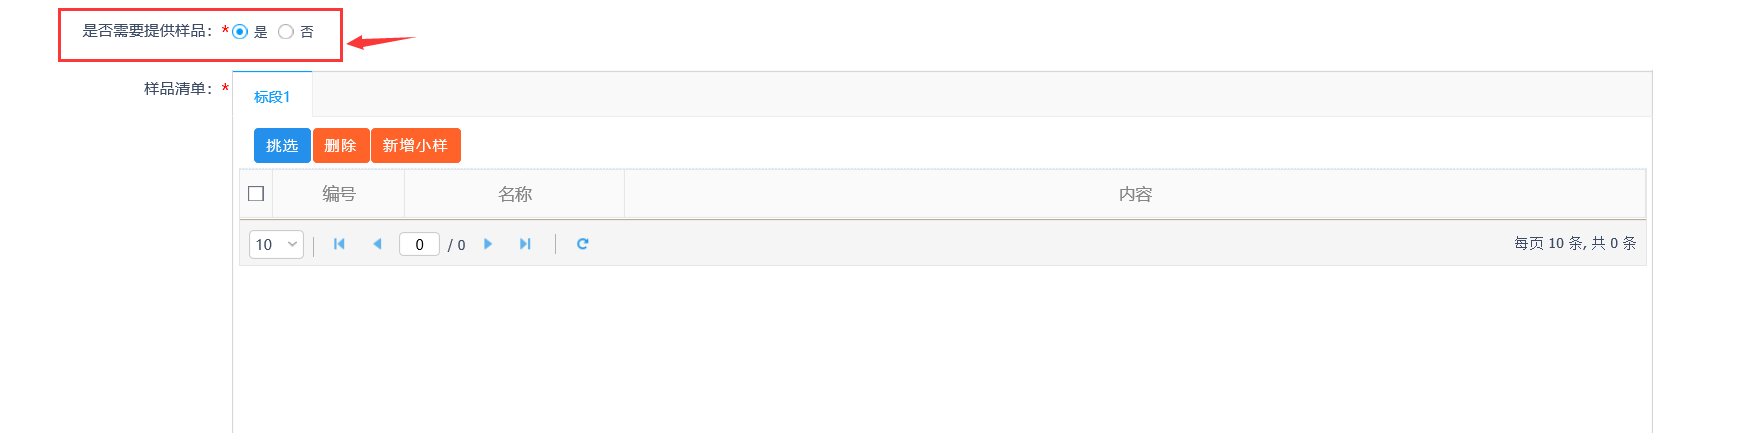 是否需要提供样品：*是 否
样品清单：*
标段1
挑选 删除 新增小样
编号 名称 内容
10 0 / 0 每页 10 条, 共 0 条